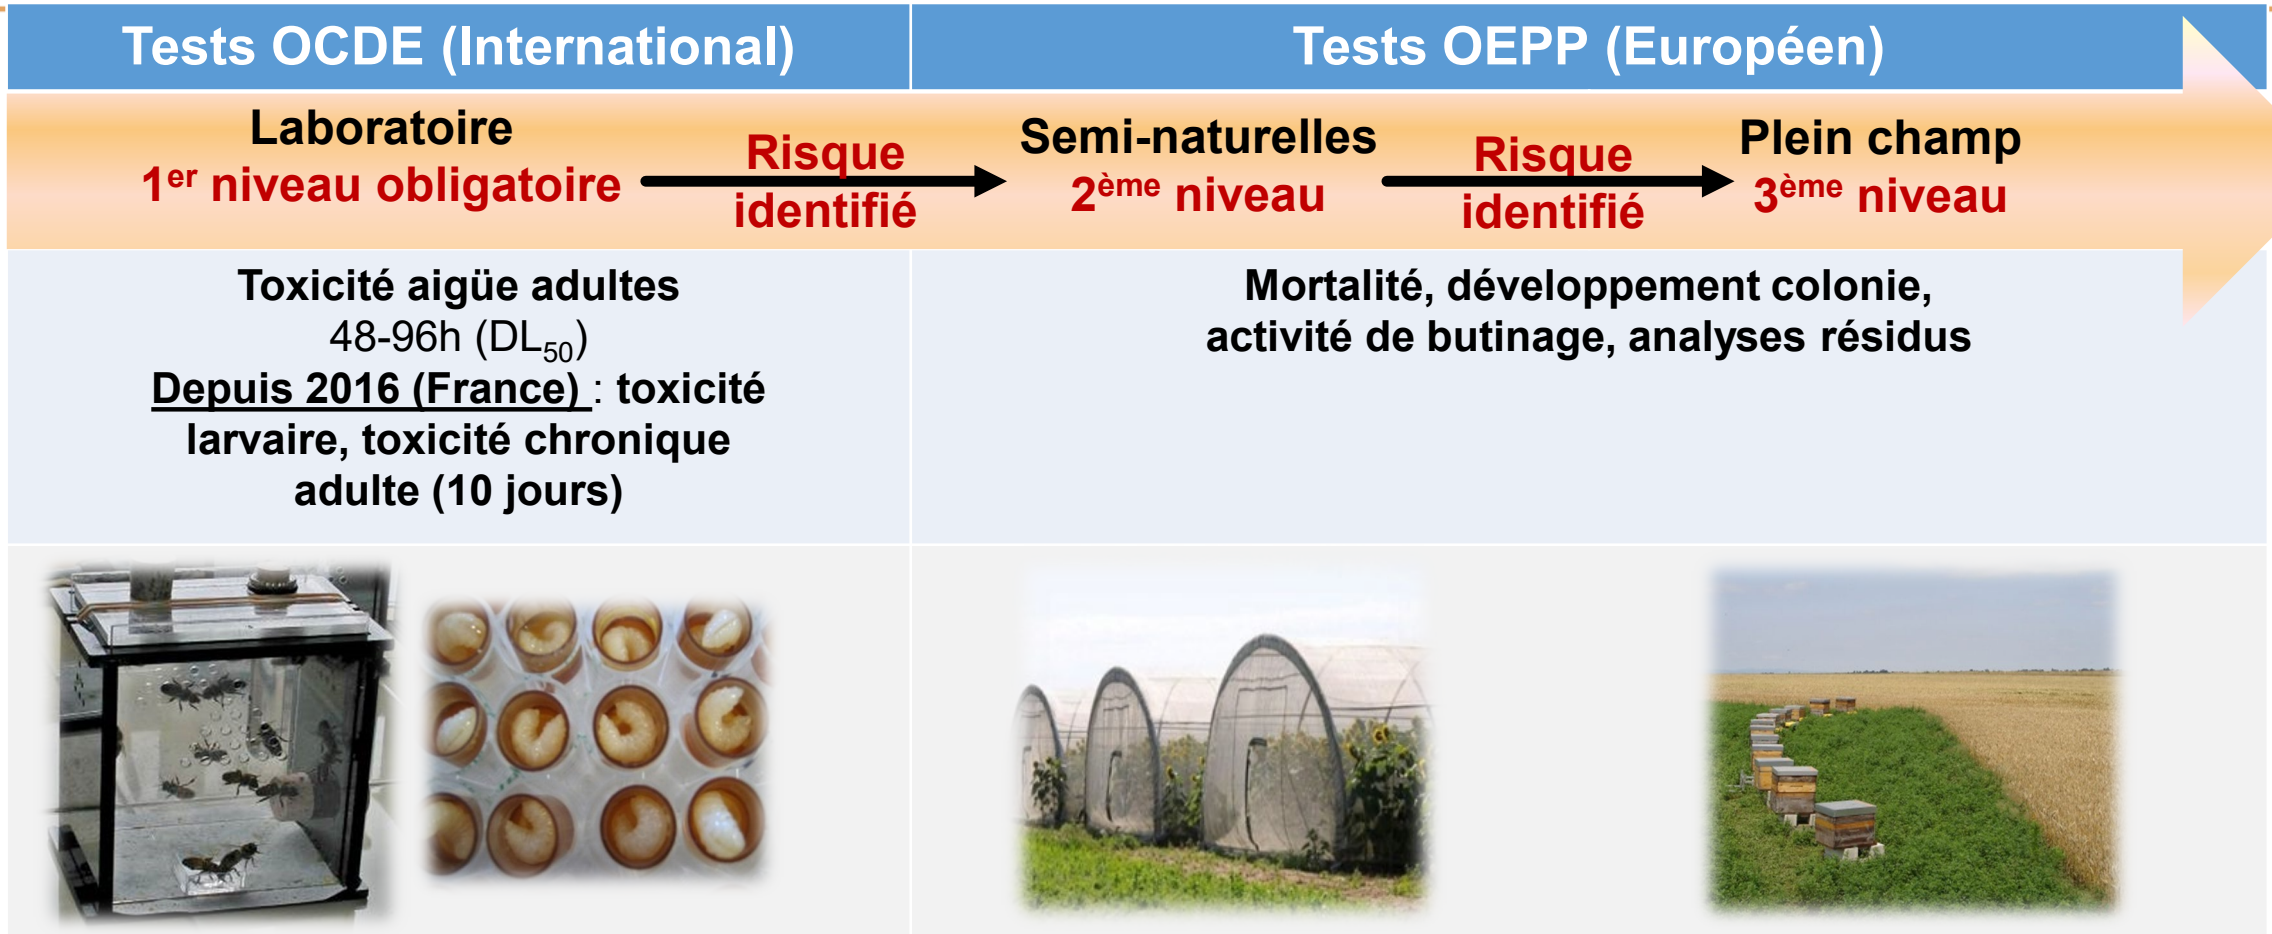 Tests OCDE (International)
Tests OEPP (Européen)
Laboratoire
1er niveau obligatoire
Risque
identifié
Semi-naturelles
2ème niveau
Risque
identifié
Plein champ
3ème niveau
Toxicité aigüe adultes
48-96h (DL50)
Depuis 2016 (France) : toxicité
larvaire, toxicité chronique
adulte (10 jours)
Mortalité, développement colonie,
activité de butinage, analyses résidus